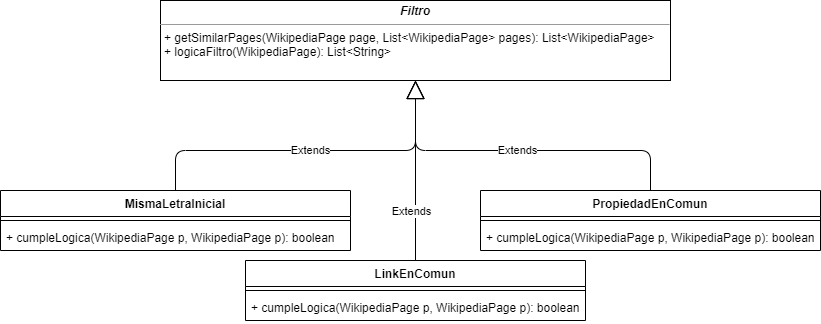 Filtro
+ getSimilarPages(WikipediaPage page, List<WikipediaPage> pages): List<WikipediaPage>
+ logicaFiltro(WikipediaPage): List<String>
Extends
Extends
MismaLetraInicial
+ cumpleLogica(WikipediaPage p, WikipediaPage p): boolean
Extends
PropiedadEnComun
+ cumpleLogica(WikipediaPage p, WikipediaPage p): boolean
LinkEnComun
+ cumpleLogica(WikipediaPage p, WikipediaPage p): boolean